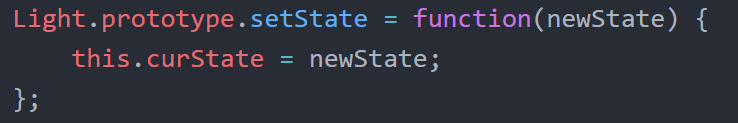 Light.prototype.setState = function(newState) {
    this.curState = newState;
};